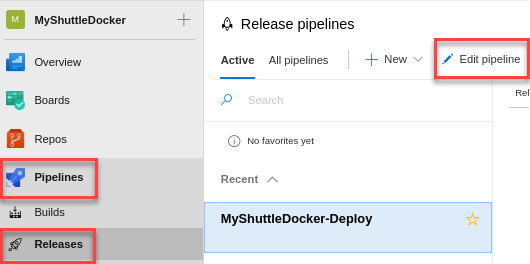 M MyShuttleDocker
Overview
Boards
Repos
Pipelines
Builds
Releases
Release pipelines
Active All pipelines New Edit pipeline
Search
Rel
No favorites yet
Recent
MyShuttleDocker-Deploy